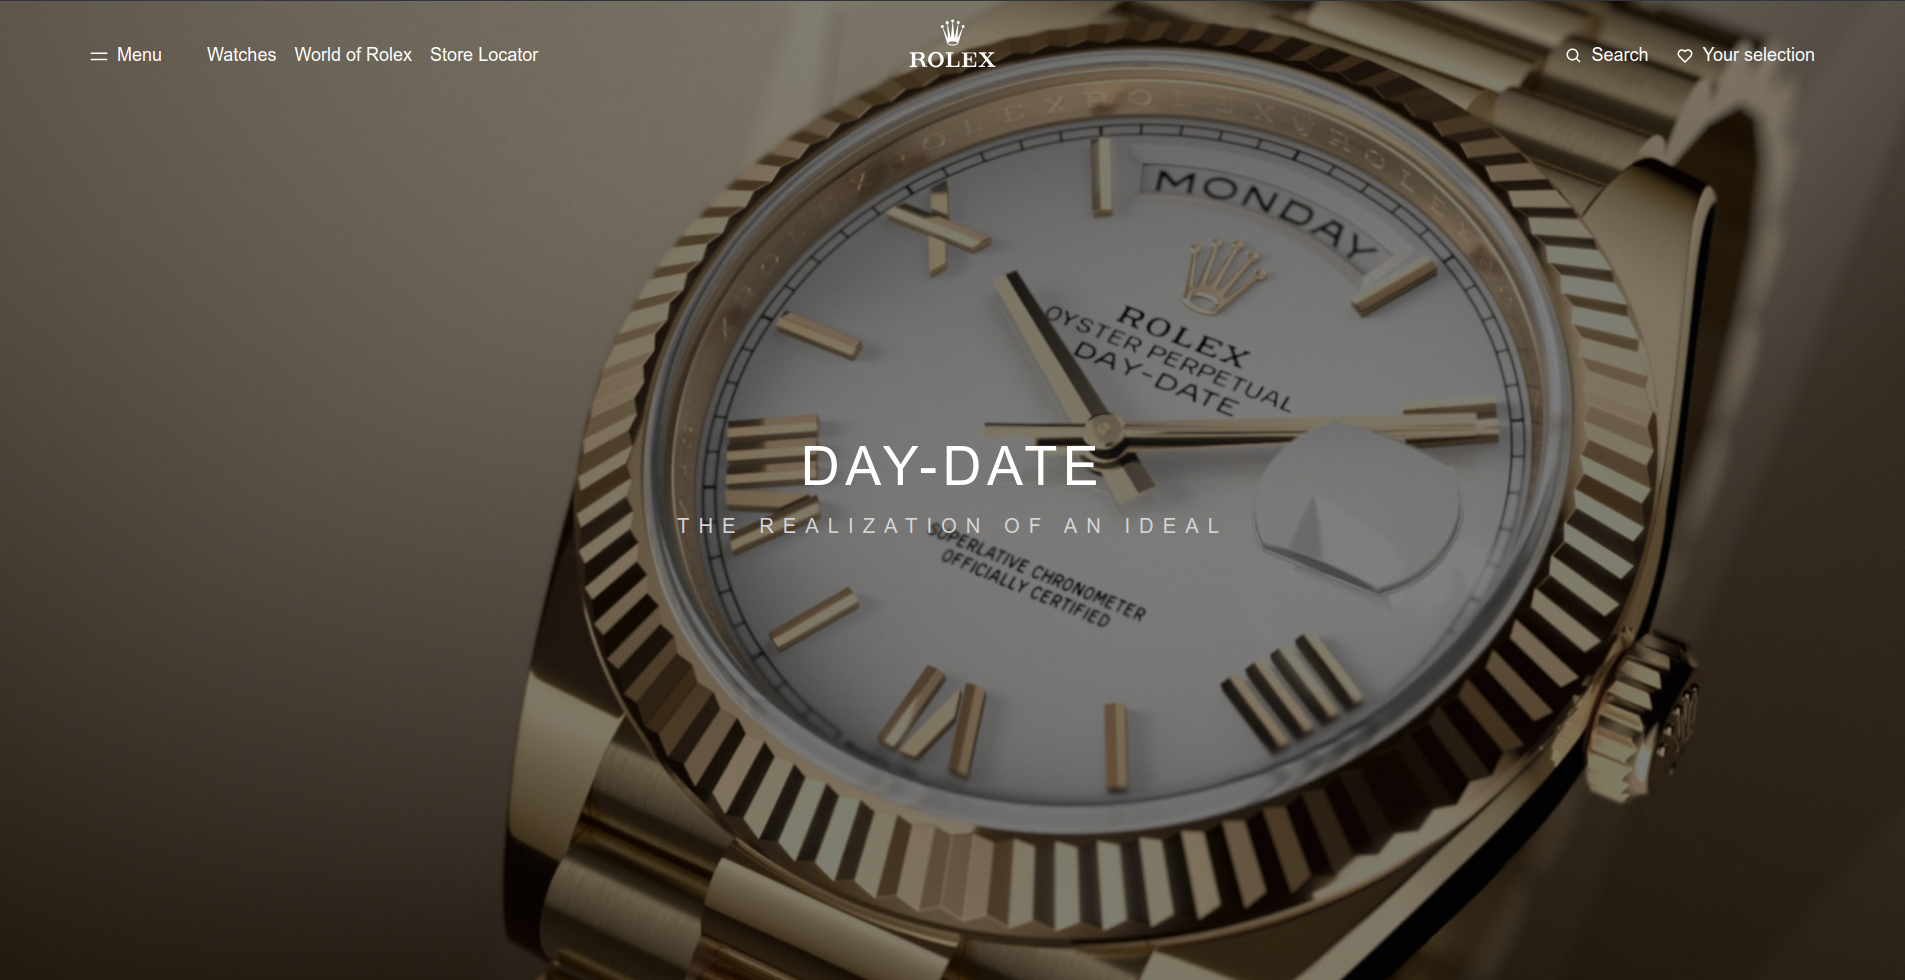 Menu
Watches
World of Rolex
Store Locator
ROLEX
Search
Your selection
MONDAY
ROLEX
OYSTER PERPETUAL
DAY-DATE
DAY-DATE
THE REALIZATION OF AN IDEAL
SUPERLATIVE CHRONOMETER
OFFICIALLY CERTIFIED